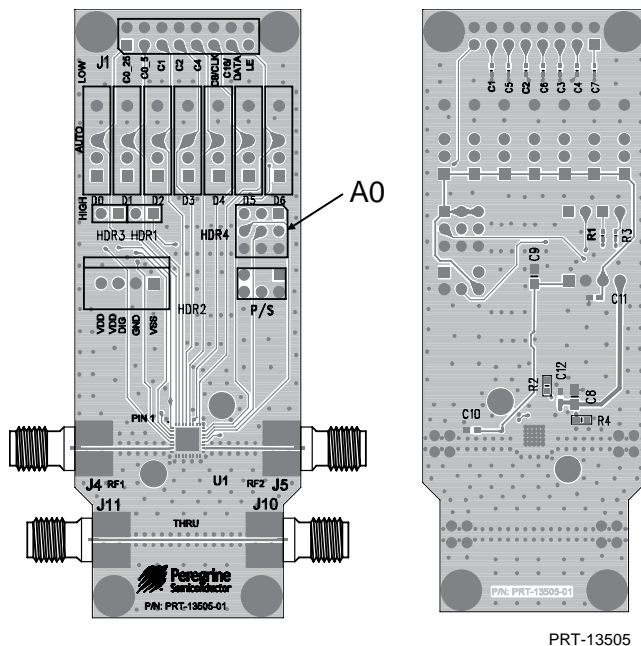 J1
LOW
C0_25
C0_5
C1
C2
C4
C8/CLK
C16/
DATA
LE
AUTO
HIGH
D0
D1
D2
D3
D4
D5
D6
A0
HDR3
HDR1
HDR4
HDR2
P/S
VDD
VDD
DIG
GND
VSS
PIN 1
J4
RF1
U1
RF2
J5
J11
J10
THRU
Peregrine
Semiconductor
P/N: PRT-13505-01
C1
C5
C2
C6
C3
C4
C7
R1
R3
C9
C11
R2
C12
C8
C10
R4
P/N: PRT-13505-01
PRT-13505